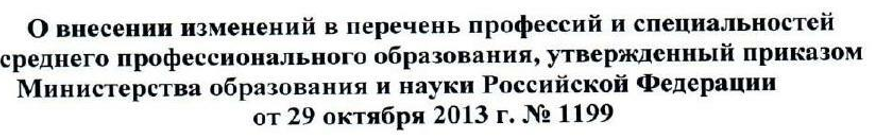 О внесении изменений в перечень профессий и специальностей
среднего профессионального образования, утвержденный приказом
Министерства образования и науки Российской Федерации
от 29 октября 2013 г. № 1199